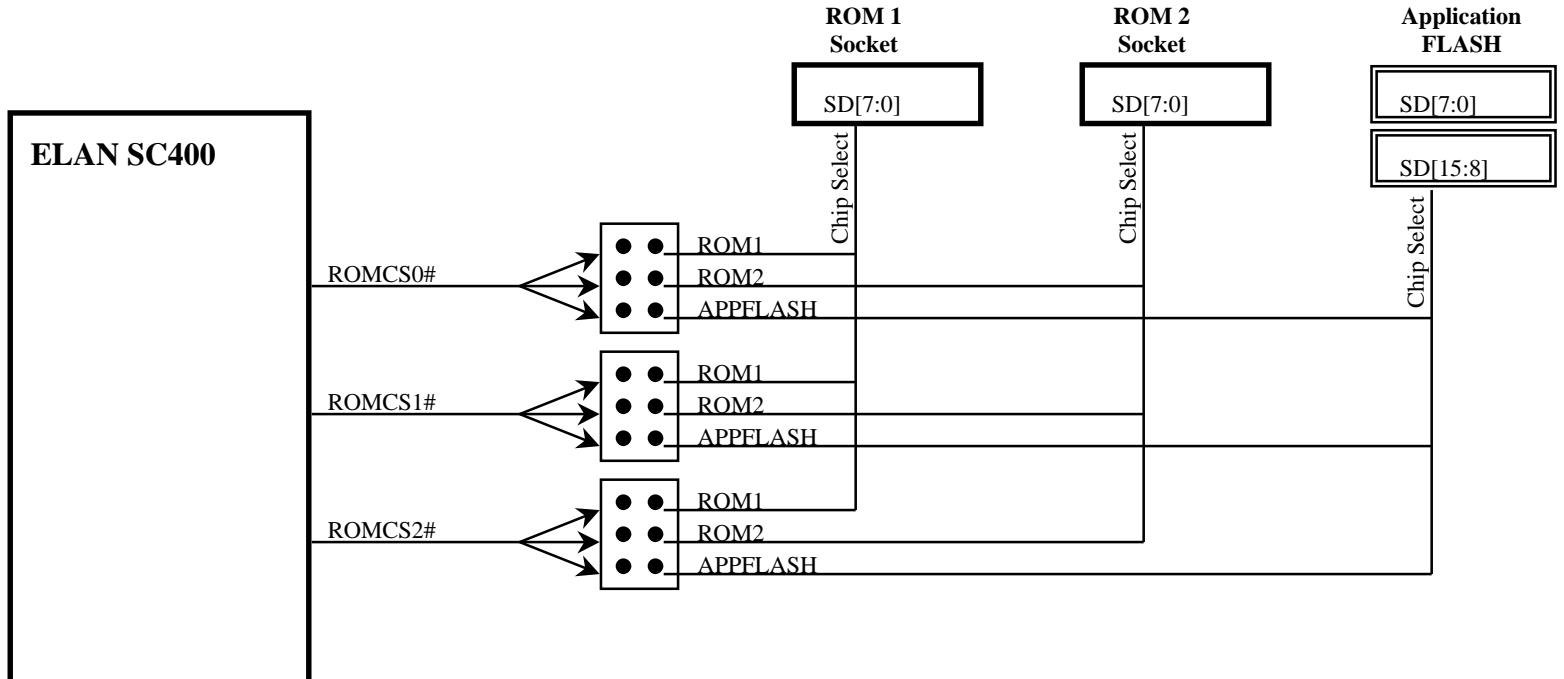 ROM 1
Socket
ROM 2
Socket
Application
FLASH
SD[7:0]
SD[7:0]
SD[7:0]
SD[15:8]
ELAN SC400
Chip Select
Chip Select
Chip Select
ROMCS0#
ROM1
ROM2
APPFLASH
ROMCS1#
ROM1
ROM2
APPFLASH
ROMCS2#
ROM1
ROM2
APPFLASH